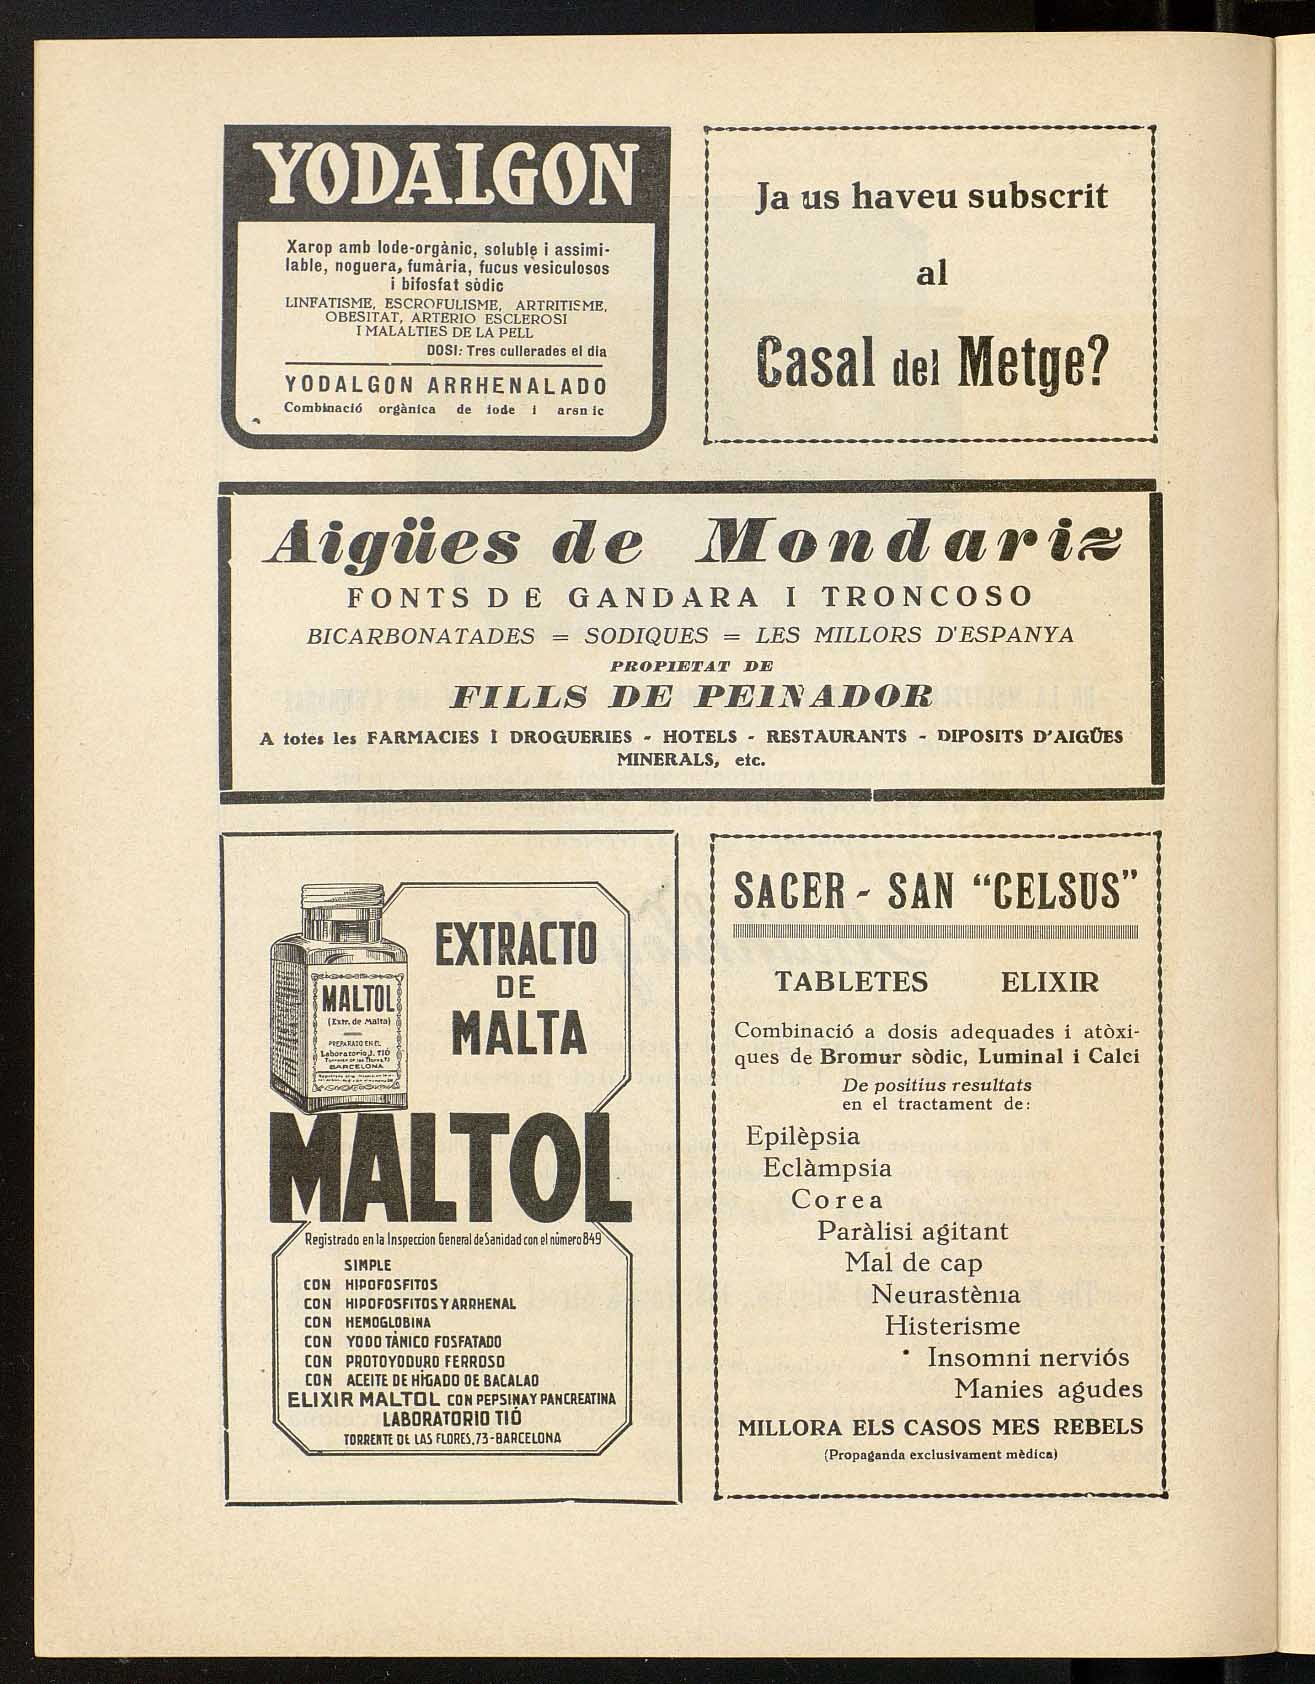 YODALGON
Xarop amb Iode-orgànic, soluble i assimi-
lable, noguera, fumària, fucus vesiculosos
i bifosfat sòdic
LINFATISME, ESCROFULISME, ARTRITISME,
OBESITAT, ARTERIO ESCLEROSI
I MALALTIES DE LA PELL
DOSI: Tres cullerades el dia
YODALGON ARRHENALADO
Combinació orgànica de iode i arsnic
Ja us haveu subscrit
al
Casal del Metge?
Aigües de Mondariz
FONTS DE GANDARA I TRONCOSO
BICARBONATADES = SODIQUES = LES MILLORS D'ESPANYA
PROPIETAT DE
FILLS DE PEINADOR
A totes les FARMACIES I DROGUERIES - HOTELS - RESTAURANTS - DIPOSITS D'AIGÜES
MINERALS, etc.
EXTRACTO
DE
MALTA
MALTOL
(Extr. de Malta)
PREPARADO EN EL
Laboratorio J. TIÓ
Torrente de las Flores, 73
BARCELONA
MALTOL
Registrado en la Inspeccion General de Sanidad con el número 849
SIMPLE
CON HIPOFOSFITOS
CON HIPOFOSFITOS Y ARRHENAL
CON HEMOGLOBINA
CON YODO TÁNICO FOSFATADO
CON PROTOYODURO FERROSO
CON ACEITE DE HÍGADO DE BACALAO
ELIXIR MALTOL CON PEPSINA Y PANCREATINA
LABORATORIO TIÓ
TORRENTE DE LAS FLORES, 73-BARCELONA
SACER - SAN "CELSUS"
TABLETES ELIXIR
Combinació a dosis adequades i atòxi-
ques de Bromur sòdic, Luminal i Calci
De positius resultats
en el tractament de:
Epilèpsia
Eclàmpsia
Corea
Paràlisi agitant
Mal de cap
Neurastènia
Histerisme
Insomni nerviós
Manies agudes
MILLORA ELS CASOS MES REBELS
(Propaganda exclusivament mèdica)